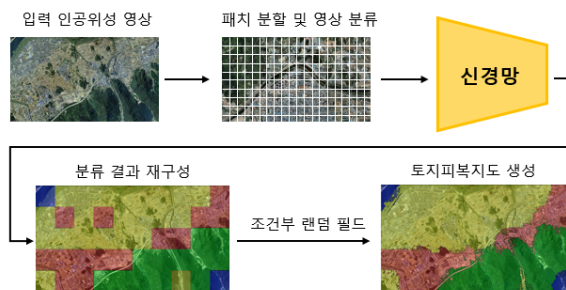 입력 인공위성 영상
패치 분할 및 영상 분류
신경망
분류 결과 재구성
조건부 랜덤 필드
토지피복지도 생성